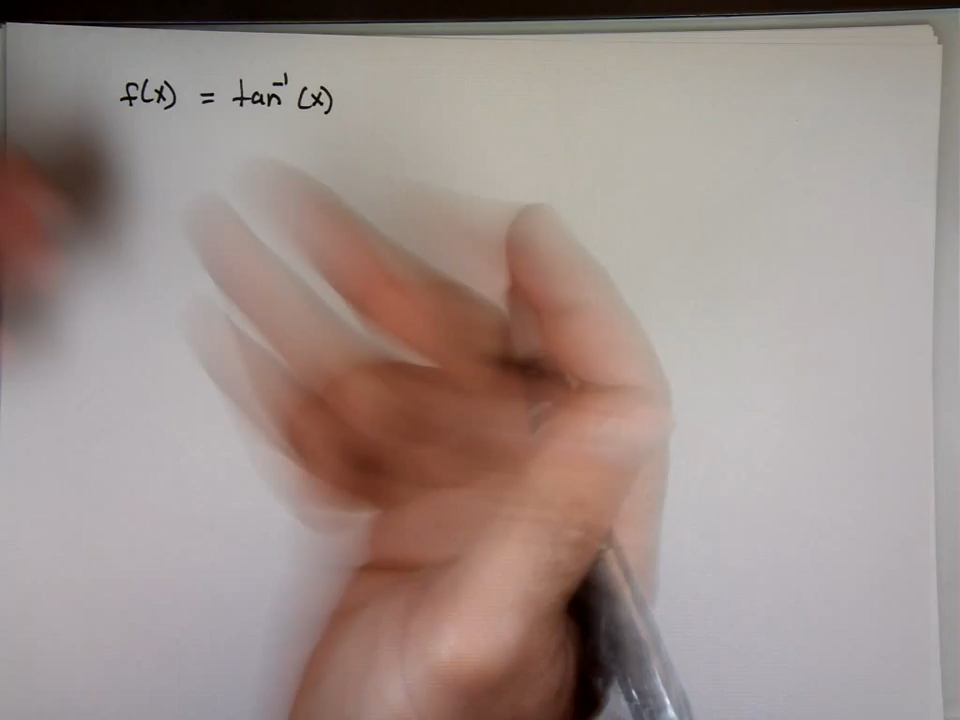 f(x) = tan⁻¹(x)